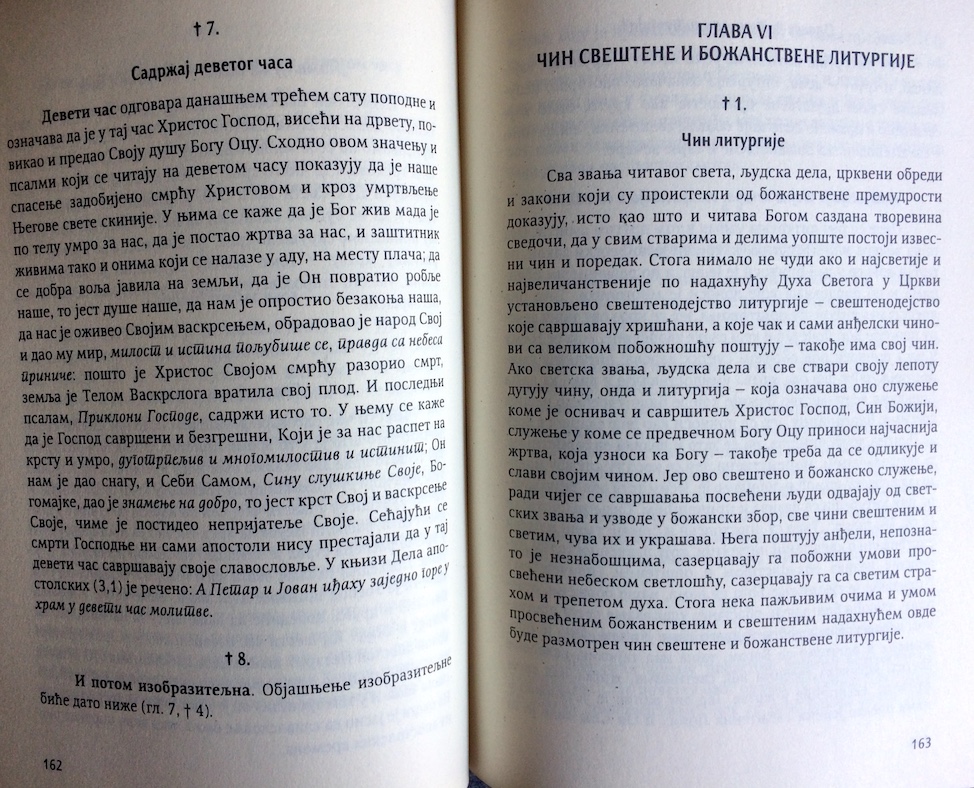 † 7.
Садржај деветог часа
Девети час одговара данашњем трећем сату поподне и
означава да је у тај час Христос Господ, висећи на дрвету, по-
викао и предао Своју душу Богу Оцу. Сходно овом значењу и
псалми који се читају на деветом часу показују да је наше
спасење задобијено смрћу Христовом и кроз умртвљење
Његове свете скиније. У њима се каже да је Бог жив мада је
по телу умро за нас, да је постао жртва за нас, и заштитник
живима тако и онима који се налазе у аду, на месту плача; да
се добра воља јавила на земљи, да је Он повратио робље
наше, то јест душе наше, да нам је опростио безакоња наша,
да нас је оживео Својим васкрсењем, обрадовао је народ Свој
и дао му мир, милост и истина пољубише се, правда са небеса
приниче: пошто је Христос Својом смрћу разорио смрт,
земља је Телом Васкрслога вратила свој плод. И последњи
псалам, Приклони Господе, садржи исто то. У њему се каже
да је Господ савршени и безгрешни, Који је за нас распет на
крсту и умро, дуготрпељив и многомилостив и истинит; Он
нам је дао снагу, и Себи Самом, Сину слушкиње Своје, Бо-
гомајке, дао је знамење на добро, то јест крст Свој и васкрсење
Своје, чиме је постидео непријатеље Своје. Сећајући се
смрти Господње ни сами апостоли нису престајали да у тај
девети час савршавају своје славословље. У књизи Дела апо-
столских (3,1) је речено: А Петар и Јован иђаху заједно горе у
храм у девети час молитве.
† 8.
И потом изобразитељна. Објашњење изобразитељне
биће дато ниже (гл. 7, † 4).
162
ГЛАВА VI
ЧИН СВЕШТЕНЕ И БОЖАНСТВЕНЕ ЛИТУРГИЈЕ
† 1.
Чин литургије
Сва звања читавог света, људска дела, црквени обреди
и закони који су проистекли од божанствене премудрости
доказују, исто као што и читава Богом саздана творевина
сведочи, да у свим стварима и делима уопште постоји извес-
ни чин и поредак. Стога нимало не чуди ако и најсветије и
највеличанственије по надахнућу Духа Светога у Цркви
установљено свештенодејство литургије – свештенодејство
које савршавају хришћани, а које чак и сами анђелски чино-
ви са великом побожношћу поштују – такође има свој чин.
Ако светска звања, људска дела и све ствари своју лепоту
дугују чину, онда и литургија – која означава оно служење
коме је оснивач и савршитељ Христос Господ, Син Божији,
служење у коме се предвечном Богу Оцу приноси најчаснија
жртва, која узноси ка Богу – такође треба да се одликује и
слави својим чином. Јер ово свештено и божанско служење,
ради чијег се савршавања посвећени људи одвајају од свет-
ских звања и узводе у божански збор, све чини свештеним и
светим, чува их и украшава. Њега поштују анђели, непозна-
то је незнабошцима, сазерцавају га побожни умови про-
свећени небеском светлошћу, сазерцавају га са светим стра-
хом и трепетом духа. Стога нека пажљивим очима и умом
просвећеним божанственим и свештеним надахнућем овде
буде размотрен чин свештене и божанствене литургије.
163